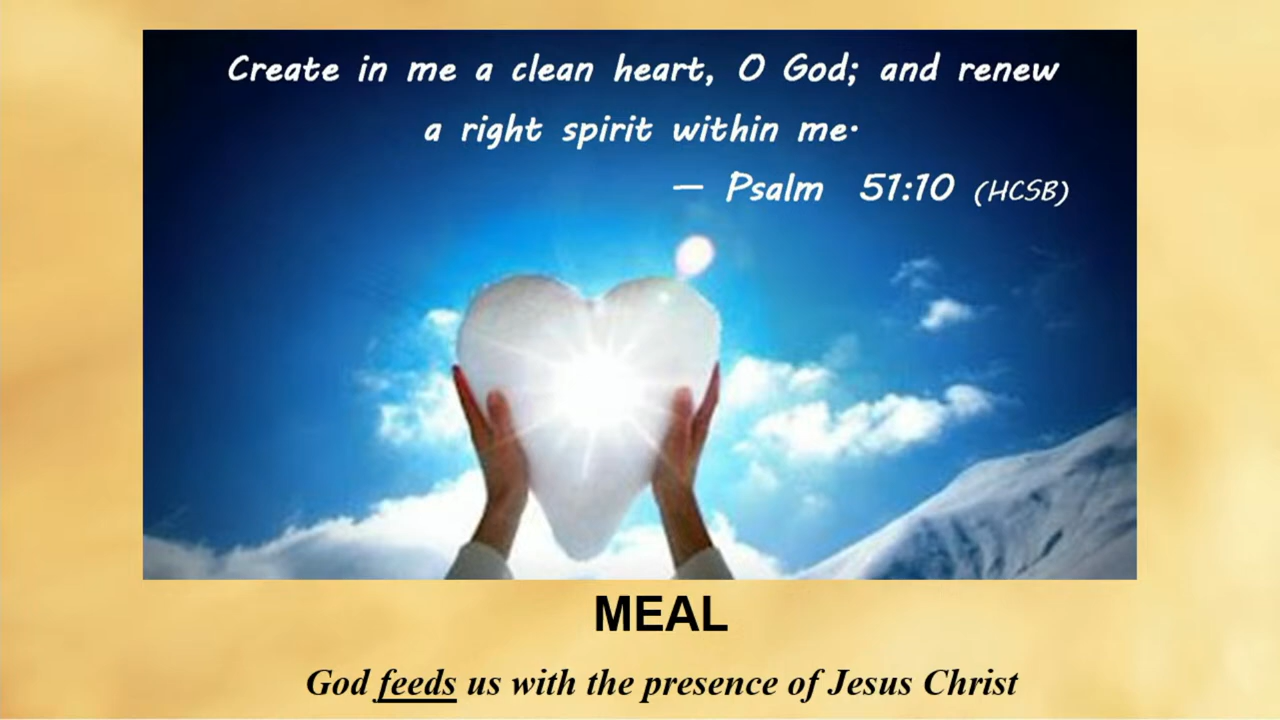 Create in me a clean heart, O God; and renew
a right spirit within me.
— Psalm 51:10 (HCSB)
MEAL
God feeds us with the presence of Jesus Christ